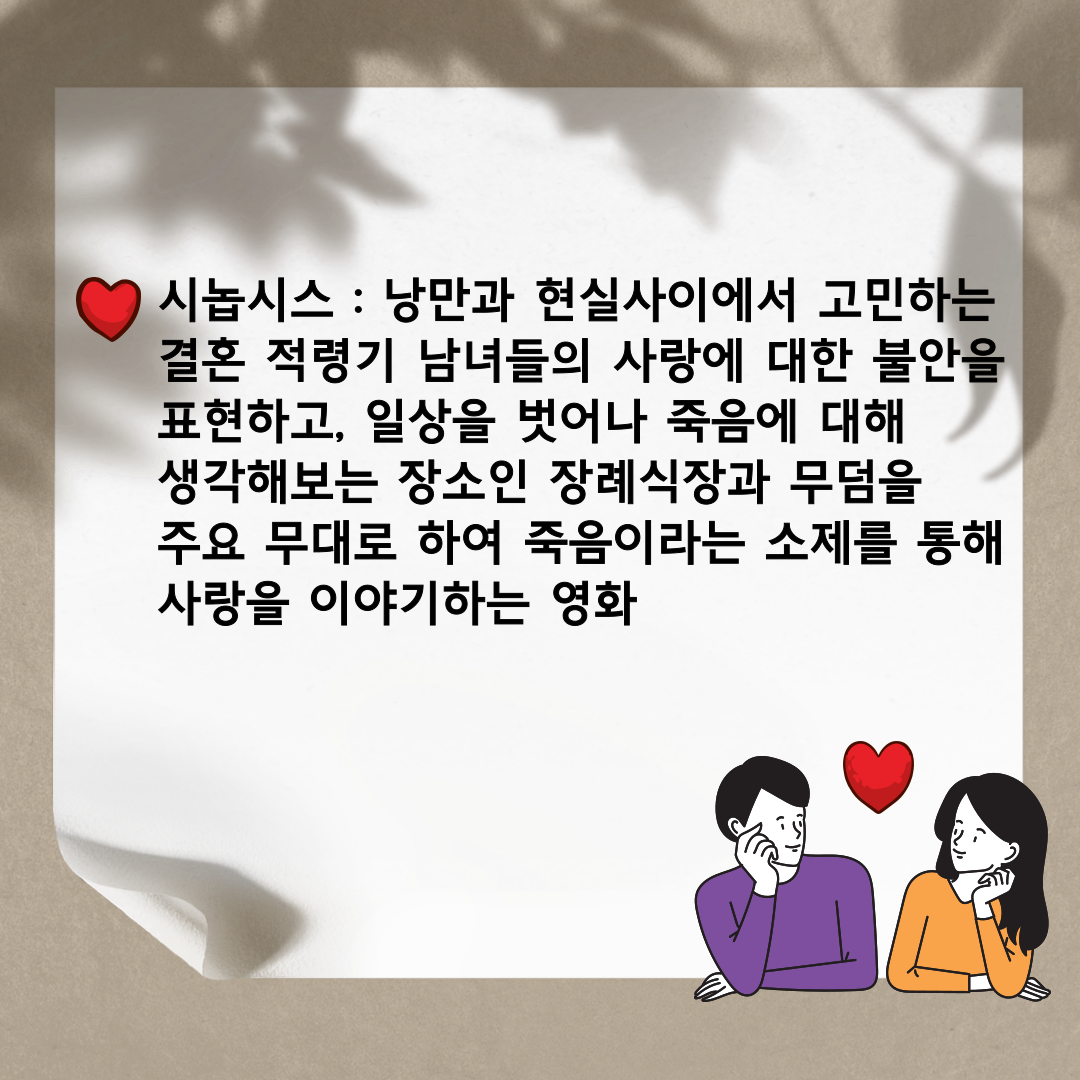 시놉시스 : 낭만과 현실사이에서 고민하는
결혼 적령기 남녀들의 사랑에 대한 불안을
표현하고, 일상을 벗어나 죽음에 대해
생각해보는 장소인 장례식장과 무덤을
주요 무대로 하여 죽음이라는 소제를 통해
사랑을 이야기하는 영화